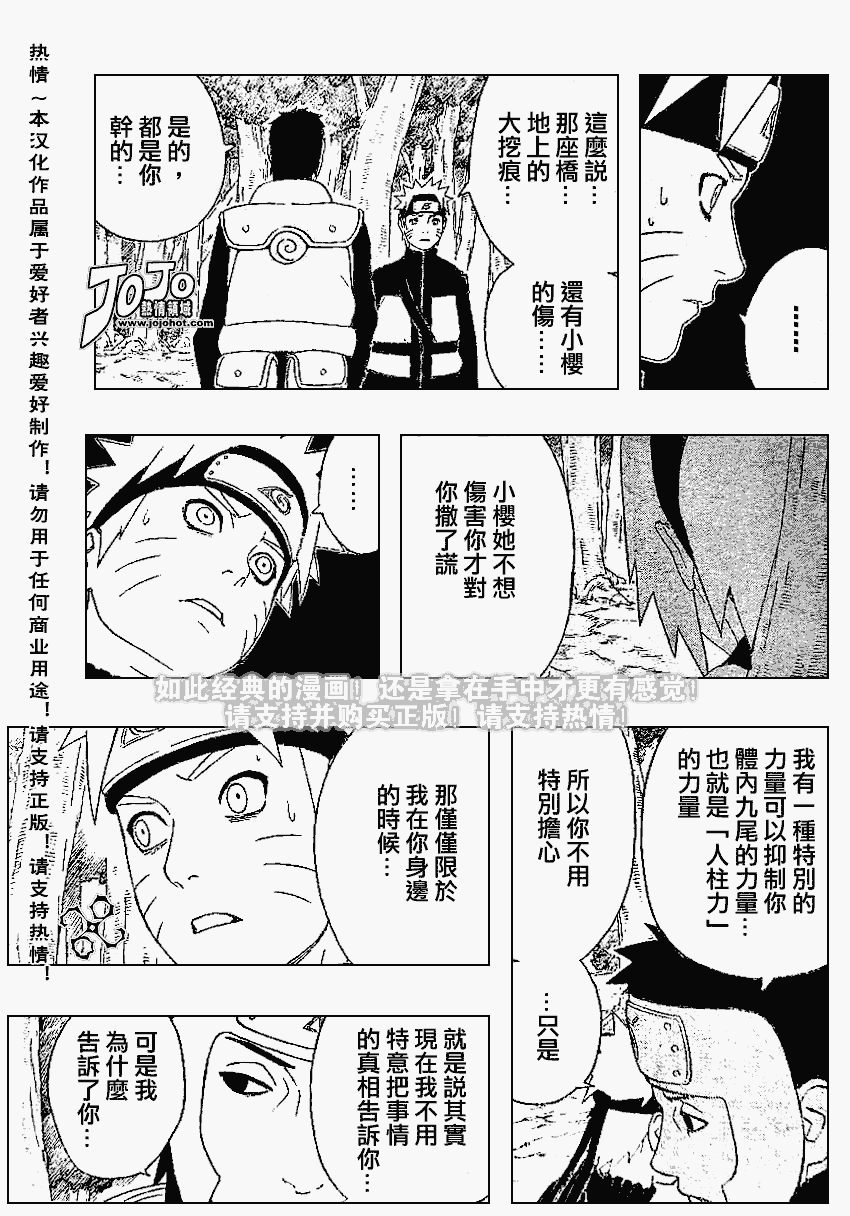 ……
這麼說…
那座橋…
地上的
大挖痕…
還有小櫻
的傷……
是的，
都是你
幹的…
JOJO
熱情領域
www.jojohot.com
小櫻她不想
傷害你才對
你撒了謊
……
如此经典的漫画！还是拿在手中才更有感觉！
请支持并购买正版！请支持热情！
我有一種特別的
力量可以抑制你
體內九尾的力量…
也就是「人柱力」
的力量
所以你不用
特別擔心
…只是
那僅僅限於
我在你身邊
的時候…
就是說其實
現在我不用
特意把事情
的真相告訴你…
可是我
為什麼
告訴了你…
热情～本汉化作品属于爱好者兴趣爱好制作！请勿用于任何商业用途！请支持正版！请支持热情！